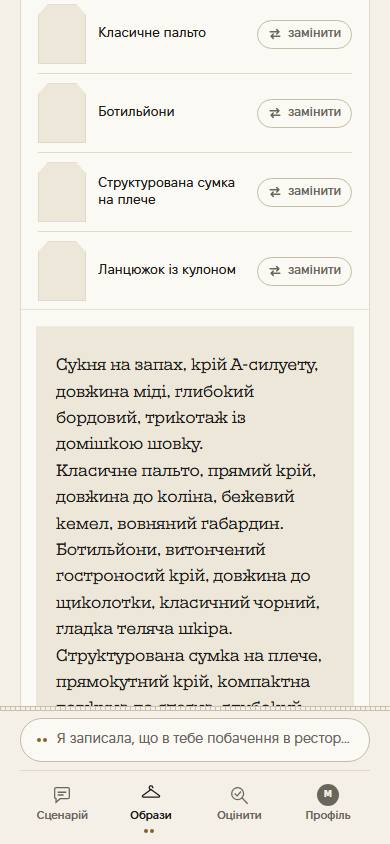 Класичне пальто
замінити
Ботильйони
замінити
Структурована сумка
на плече
замінити
Ланцюжок із кулоном
замінити
Сукня на запах, крій А-силуету,
довжина міді, глибокий
бордовий, трикотаж із
домішкою шовку.
Класичне пальто, прямий крій,
довжина до коліна, бежевий
кемел, вовняний габардин.
Ботильйони, витончений
гостроносий крій, довжина до
щиколотки, класичний чорний,
гладка теляча шкіра.
Структурована сумка на плече,
прямокутний крій, компактна
Я записала, що в тебе побачення в рестор...
Сценарій
Образи
Оцінити
М
Профіль